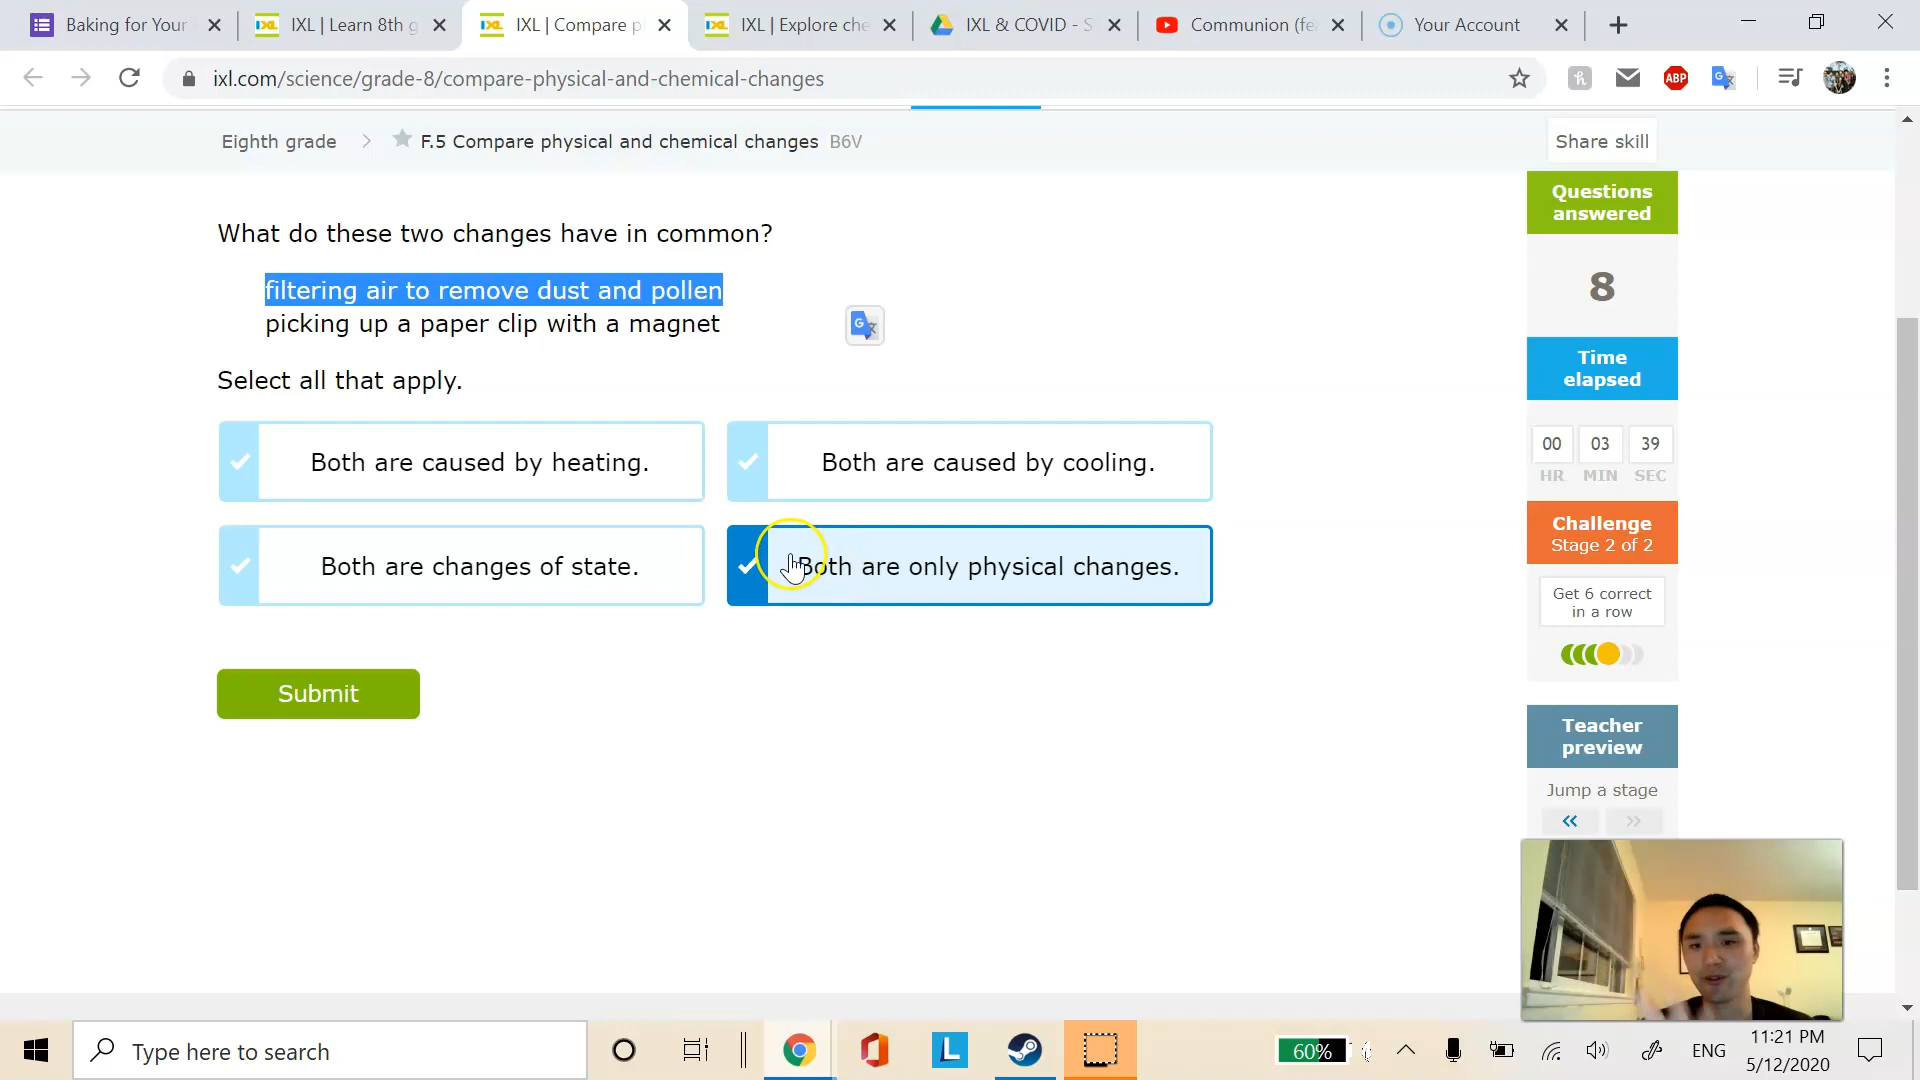 Baking for Your
IXL | Learn 8th g
IXL | Compare p
IXL | Explore che
IXL & COVID - S
Communion (fea
Your Account
ixl.com/science/grade-8/compare-physical-and-chemical-changes
ABP
Eighth grade > F.5 Compare physical and chemical changes B6V
Share skill
What do these two changes have in common?
filtering air to remove dust and pollen
picking up a paper clip with a magnet
Select all that apply.
Both are caused by heating.
Both are caused by cooling.
Both are changes of state.
Both are only physical changes.
Submit
Questions
answered
8
Time
elapsed
00 03 39
HR MIN SEC
Challenge
Stage 2 of 2
Get 6 correct
in a row
Teacher
preview
Jump a stage
Type here to search
60%
ENG
11:21 PM
5/12/2020